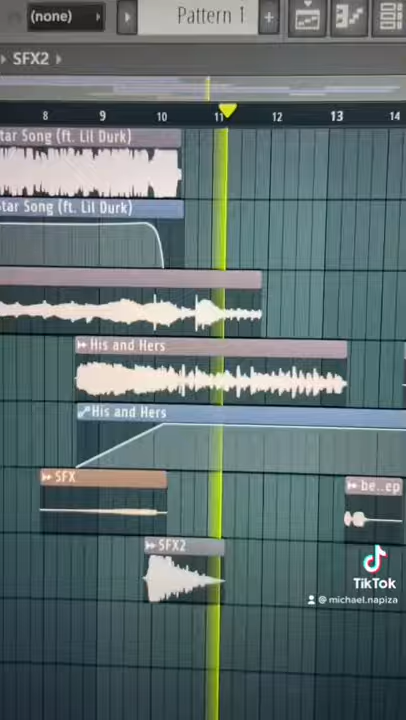 (none)
Pattern 1
SFX2
8 9 10 11 12 13 14
tar Song (ft. Lil Durk)
Star Song (ft. Lil Durk)
His and Hers
His and Hers
SFX
be..ep
SFX2
TikTok
@ michael.napiza